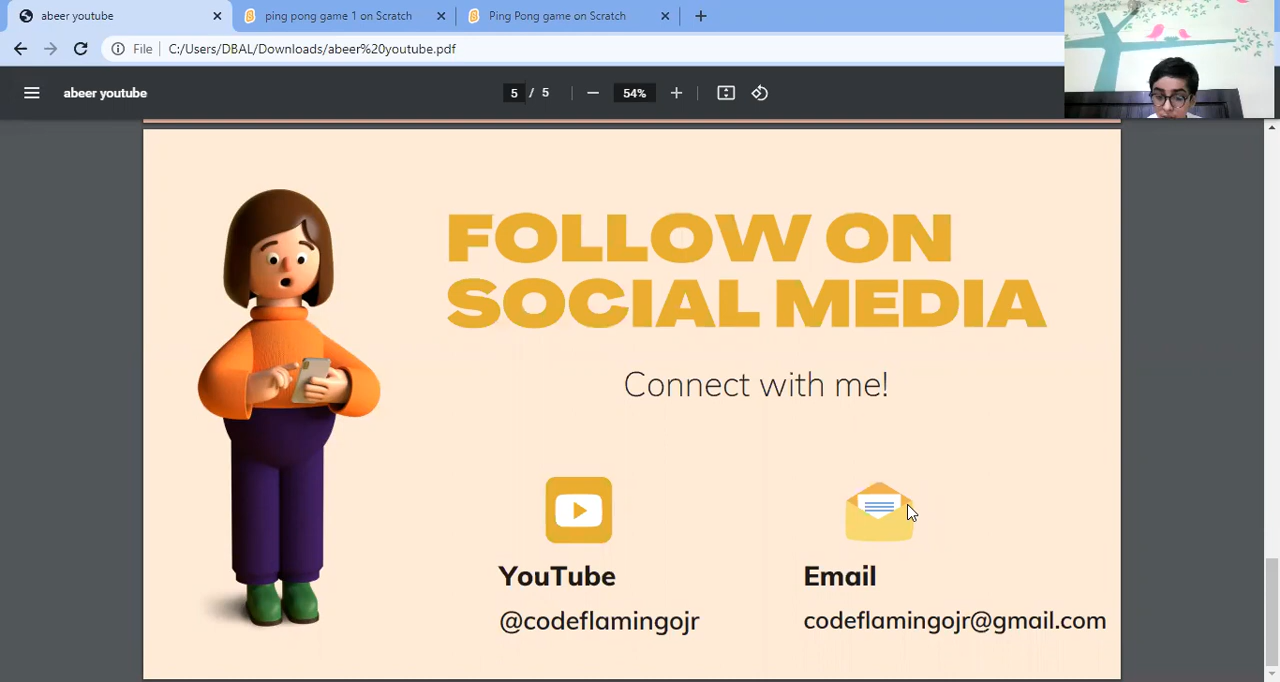 abeer youtube
ping pong game 1 on Scratch
Ping Pong game on Scratch
File
C:/Users/DBAL/Downloads/abeer%20youtube.pdf
abeer youtube
5 / 5
54%
FOLLOW ON
SOCIAL MEDIA
Connect with me!
YouTube
@codeflamingojr
Email
codeflamingojr@gmail.com